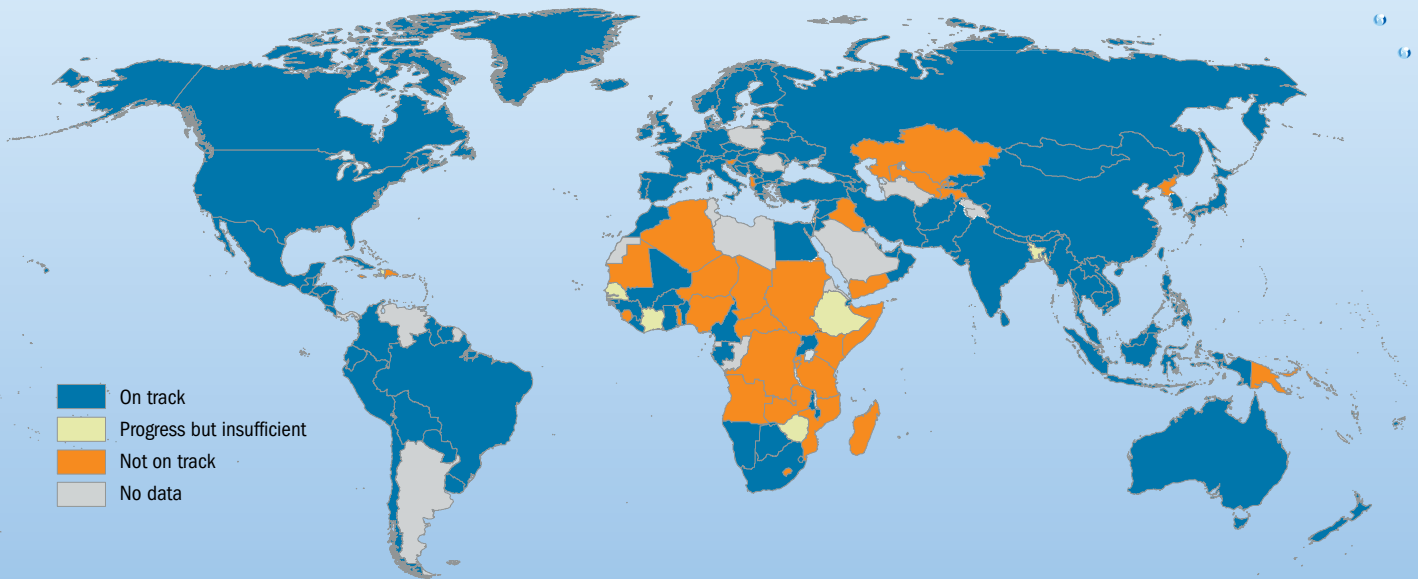 On track
Progress but insufficient
Not on track
No data